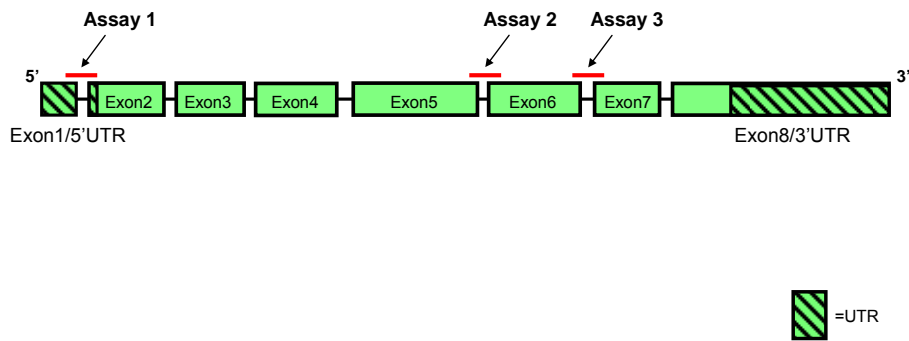 Assay 1
Assay 2
Assay 3
5’
3’
Exon2
Exon3
Exon4
Exon5
Exon6
Exon7
Exon1/5’UTR
Exon8/3’UTR
=UTR